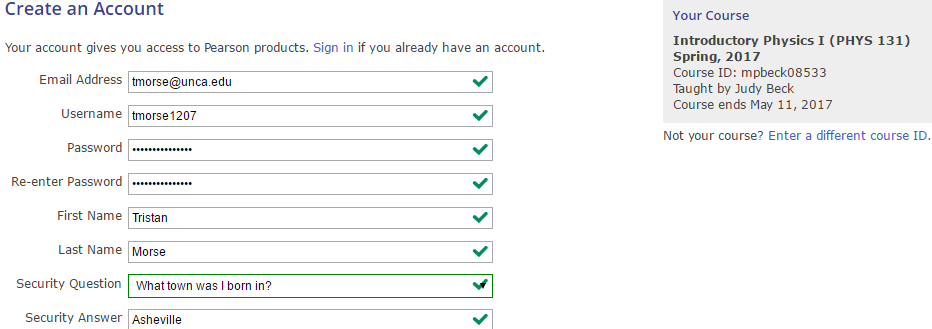 Create an Account
Your account gives you access to Pearson products. Sign in if you already have an account.
Email Address tmorse@unca.edu
Username tmorse1207
Password •••••••••••••••
Re-enter Password •••••••••••••••
First Name Tristan
Last Name Morse
Security Question What town was I born in?
Security Answer Asheville
Your Course
Introductory Physics I (PHYS 131)
Spring, 2017
Course ID: mpbeck08533
Taught by Judy Beck
Course ends May 11, 2017
Not your course? Enter a different course ID.